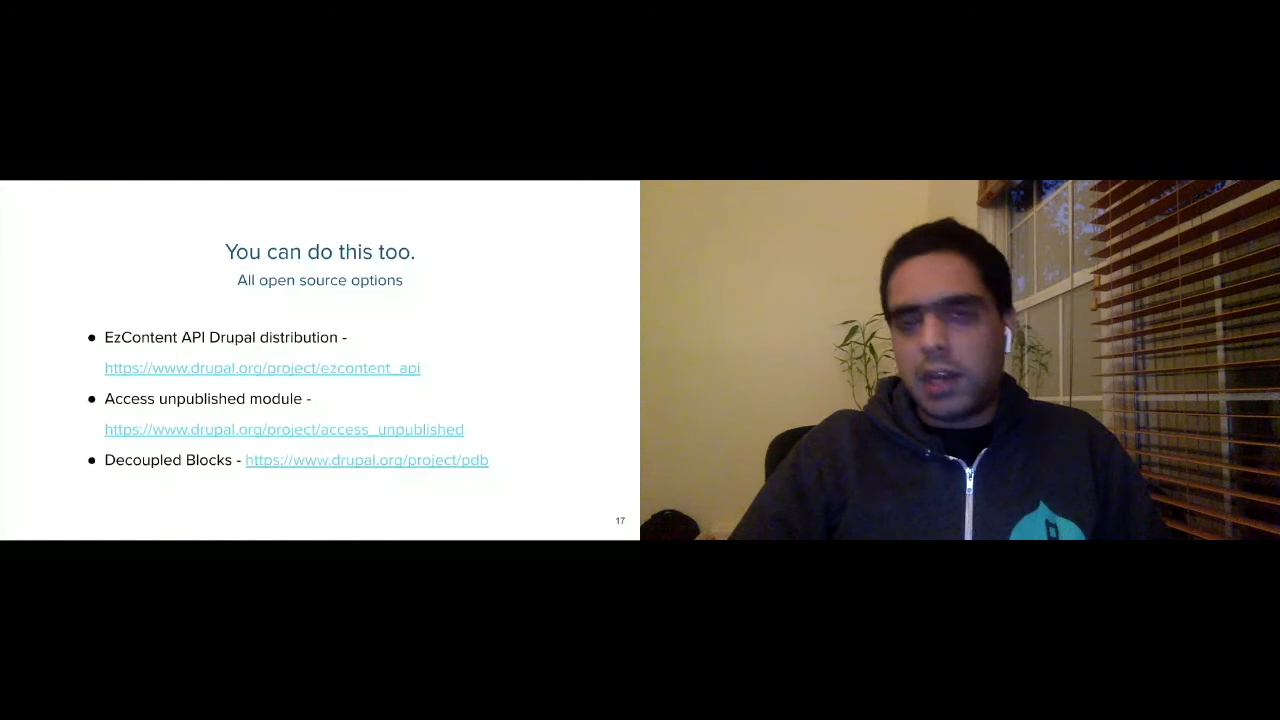 You can do this too.
All open source options
● EzContent API Drupal distribution -
https://www.drupal.org/project/ezcontent_api
● Access unpublished module -
https://www.drupal.org/project/access_unpublished
● Decoupled Blocks - https://www.drupal.org/project/pdb
17